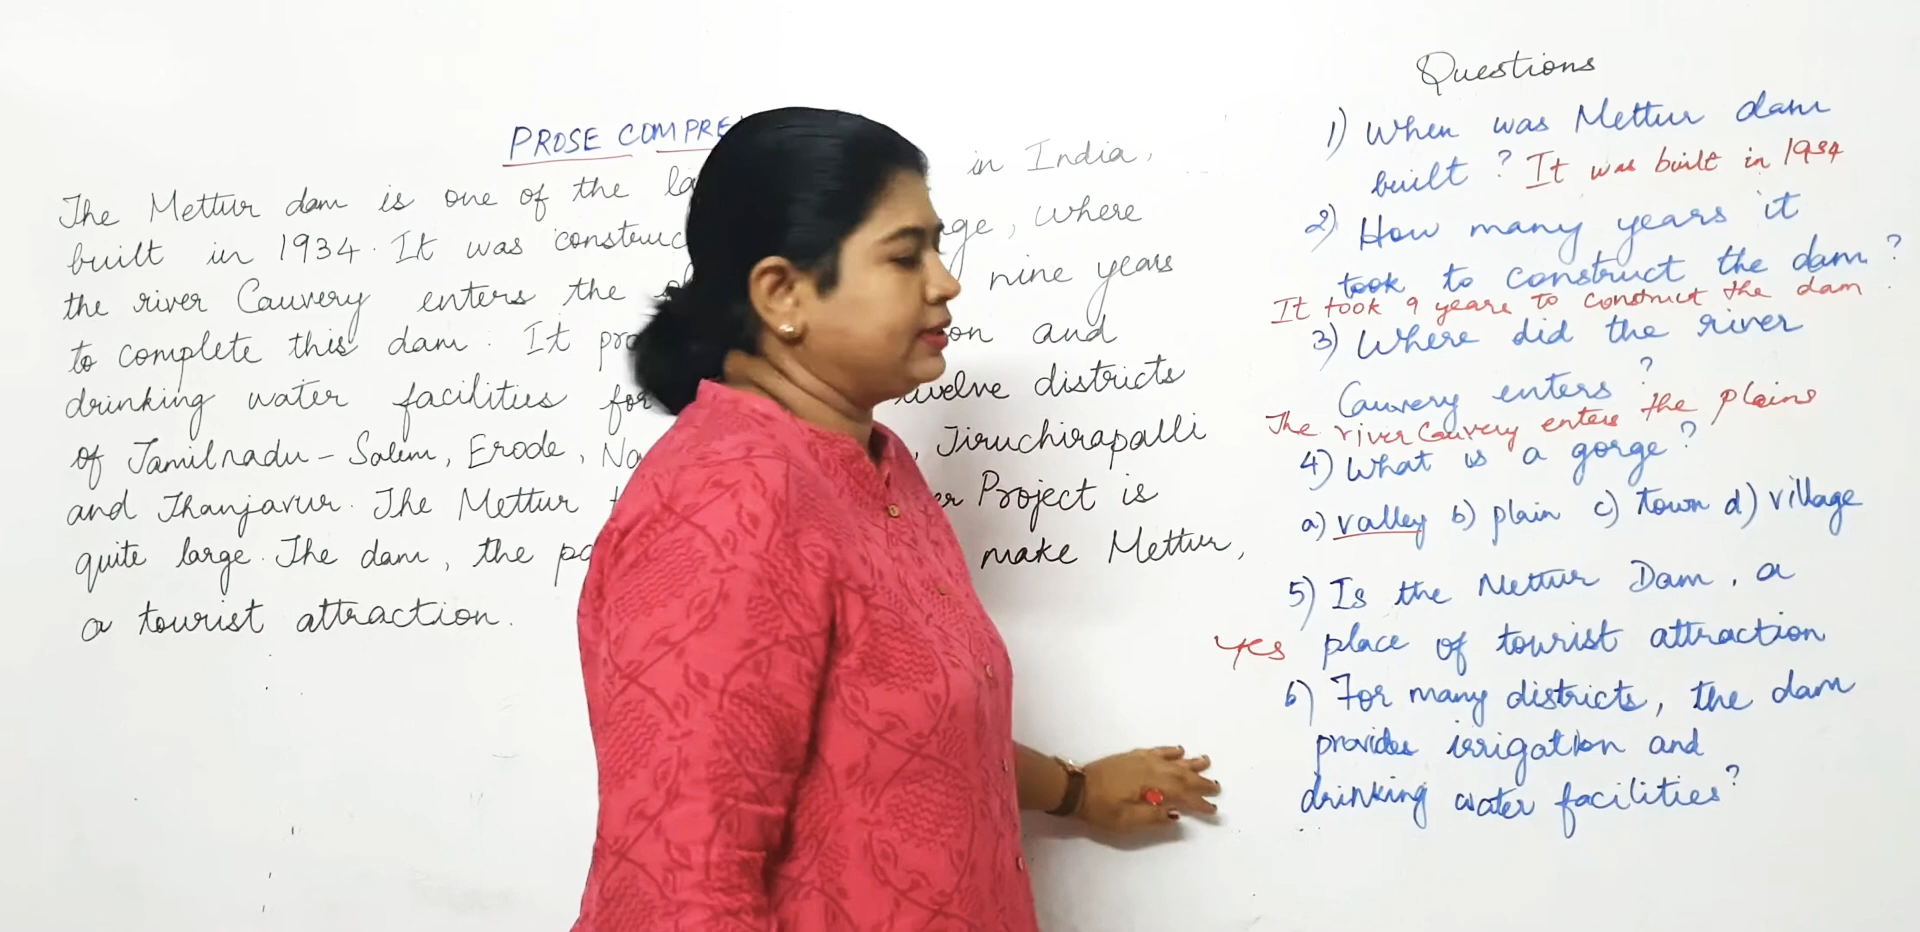 PROSE COMPRE
The Mettur dam is one of the la in India,
built in 1934. It was construc ge, where
the river Cauvery enters the nine years
to complete this dam. It pro on and
drinking water facilities for twelve districts
of Tamilnadu - Salem, Erode, Na , Tiruchirapalli
and Thanjavur. The Mettur Project is
quite large. The dam, the pa make Mettur,
a tourist attraction.
Questions
1) When was Mettur dam
built? It was built in 1934
2) How many years it
took to construct the dam?
It took 9 years to construct the dam
3) Where did the river
Cauvery enters?
The river Cauvery enters the plains
4) What is a gorge?
a) valley b) plain c) town d) village
5) Is the Mettur Dam, a
Yes place of tourist attraction
6) For many districts, the dam
provides irrigation and
drinking water facilities?